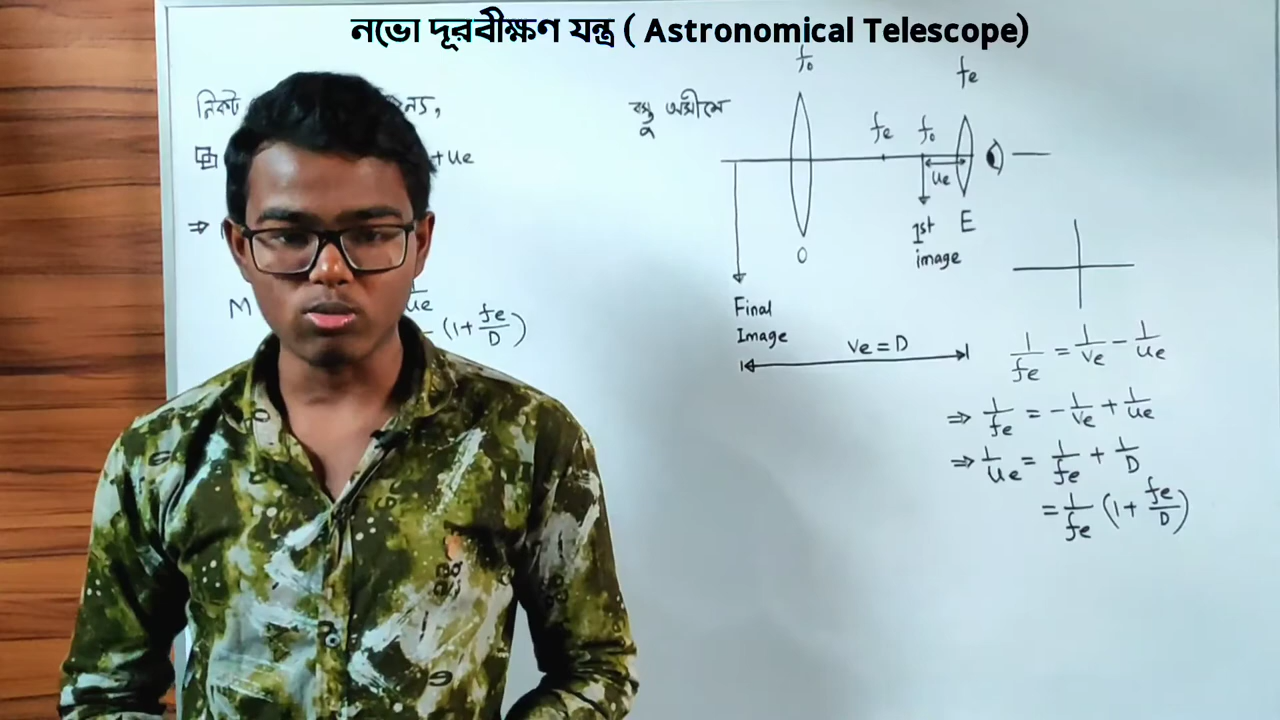 নভো দূরবীক্ষণ যন্ত্র ( Astronomical Telescope)
নিকট
+ ue
⇒
M
ue
(1+ fe/D)
বস্তু অসীমে
fo
fe
fe
fo
ue
O
1st
image
E
Final
Image
ve = D
1/fe = 1/ve - 1/ue
⇒ 1/fe = - 1/ve + 1/ue
⇒ 1/ue = 1/fe + 1/D
= 1/fe (1+ fe/D)